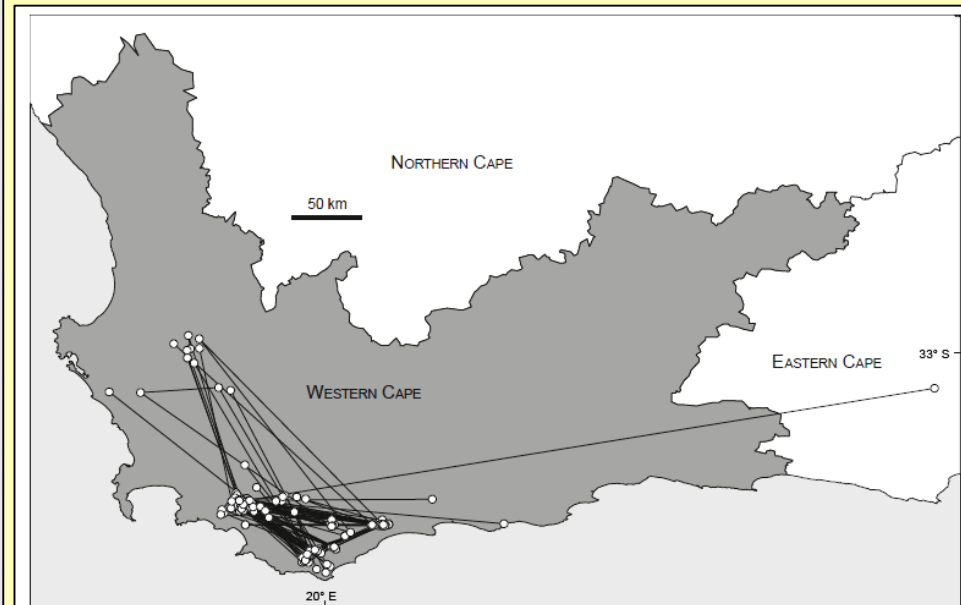 NORTHERN CAPE
50 km
33° S
EASTERN CAPE
WESTERN CAPE
20° E